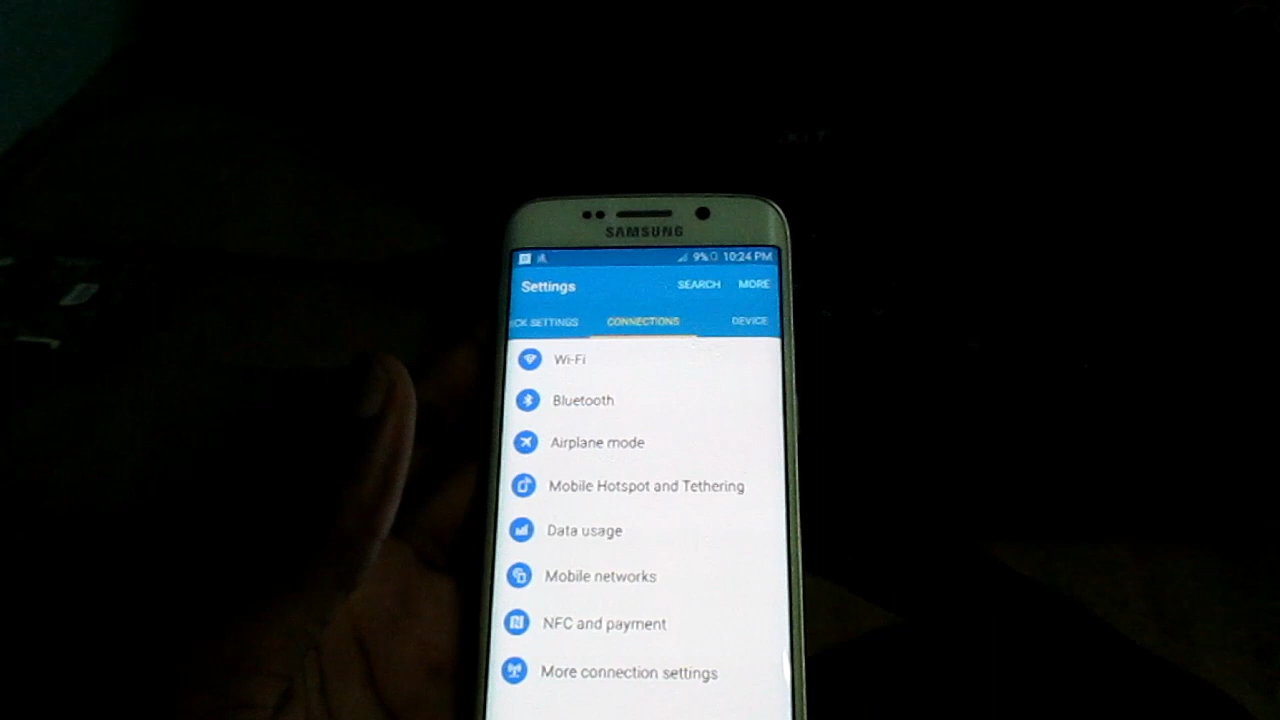 SAMSUNG
9% 10:24 PM
Settings SEARCH MORE
ICK SETTINGS CONNECTIONS DEVICE
Wi-Fi
Bluetooth
Airplane mode
Mobile Hotspot and Tethering
Data usage
Mobile networks
NFC and payment
More connection settings